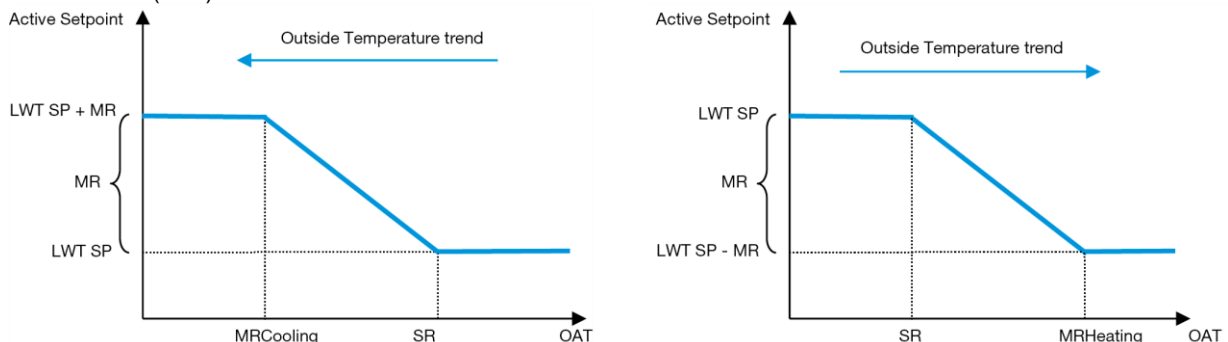 Active Setpoint
Outside Temperature trend
LWT SP + MR
MR
LWT SP
MRCooling
SR
OAT
Active Setpoint
Outside Temperature trend
LWT SP
MR
LWT SP - MR
SR
MRHeating
OAT